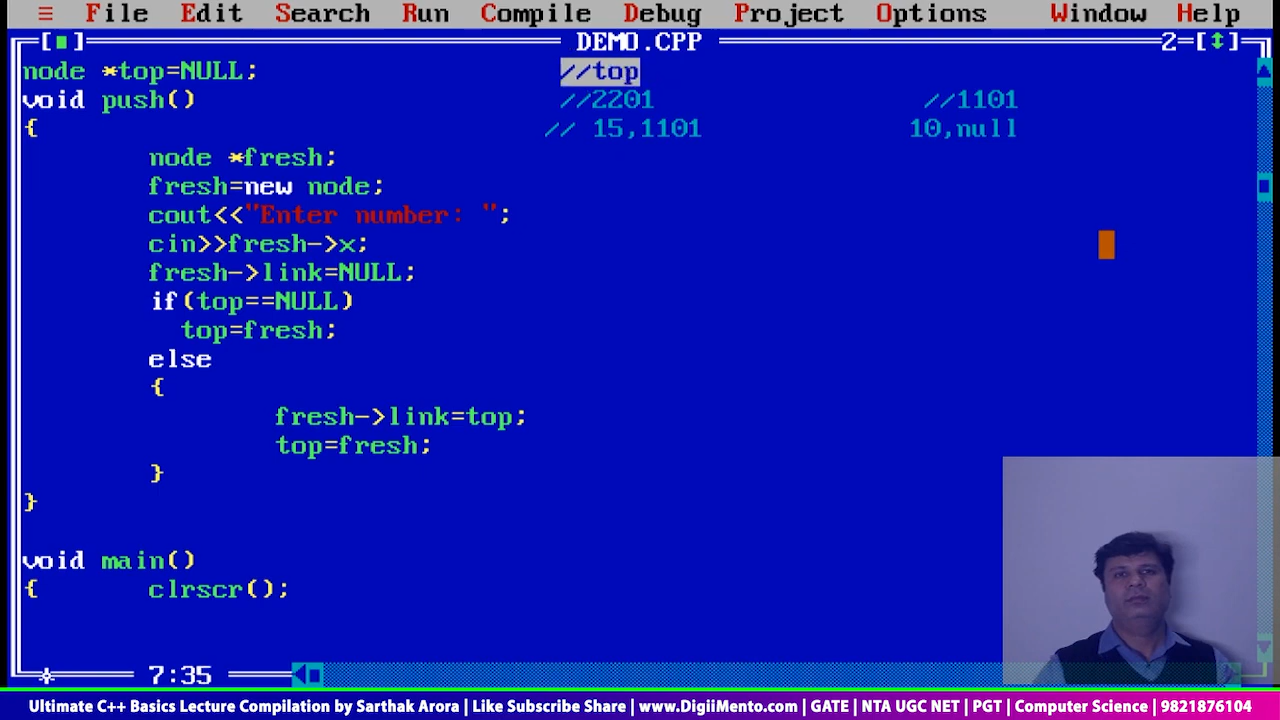 ≡ File Edit Search Run Compile Debug Project Options Window Help
[■] DEMO.CPP 2=[↕]
node *top=NULL; //top
void push() //2201 //1101
{ // 15,1101 10,null
node *fresh;
fresh=new node;
cout<<"Enter number: ";
cin>>fresh->x;
fresh->link=NULL;
if(top==NULL)
top=fresh;
else
{
fresh->link=top;
top=fresh;
}
}
void main()
{ clrscr();
7:35
Ultimate C++ Basics Lecture Compilation by Sarthak Arora | Like Subscribe Share | www.DigiiMento.com | GATE | NTA UGC NET | PGT | Computer Science | 9821876104